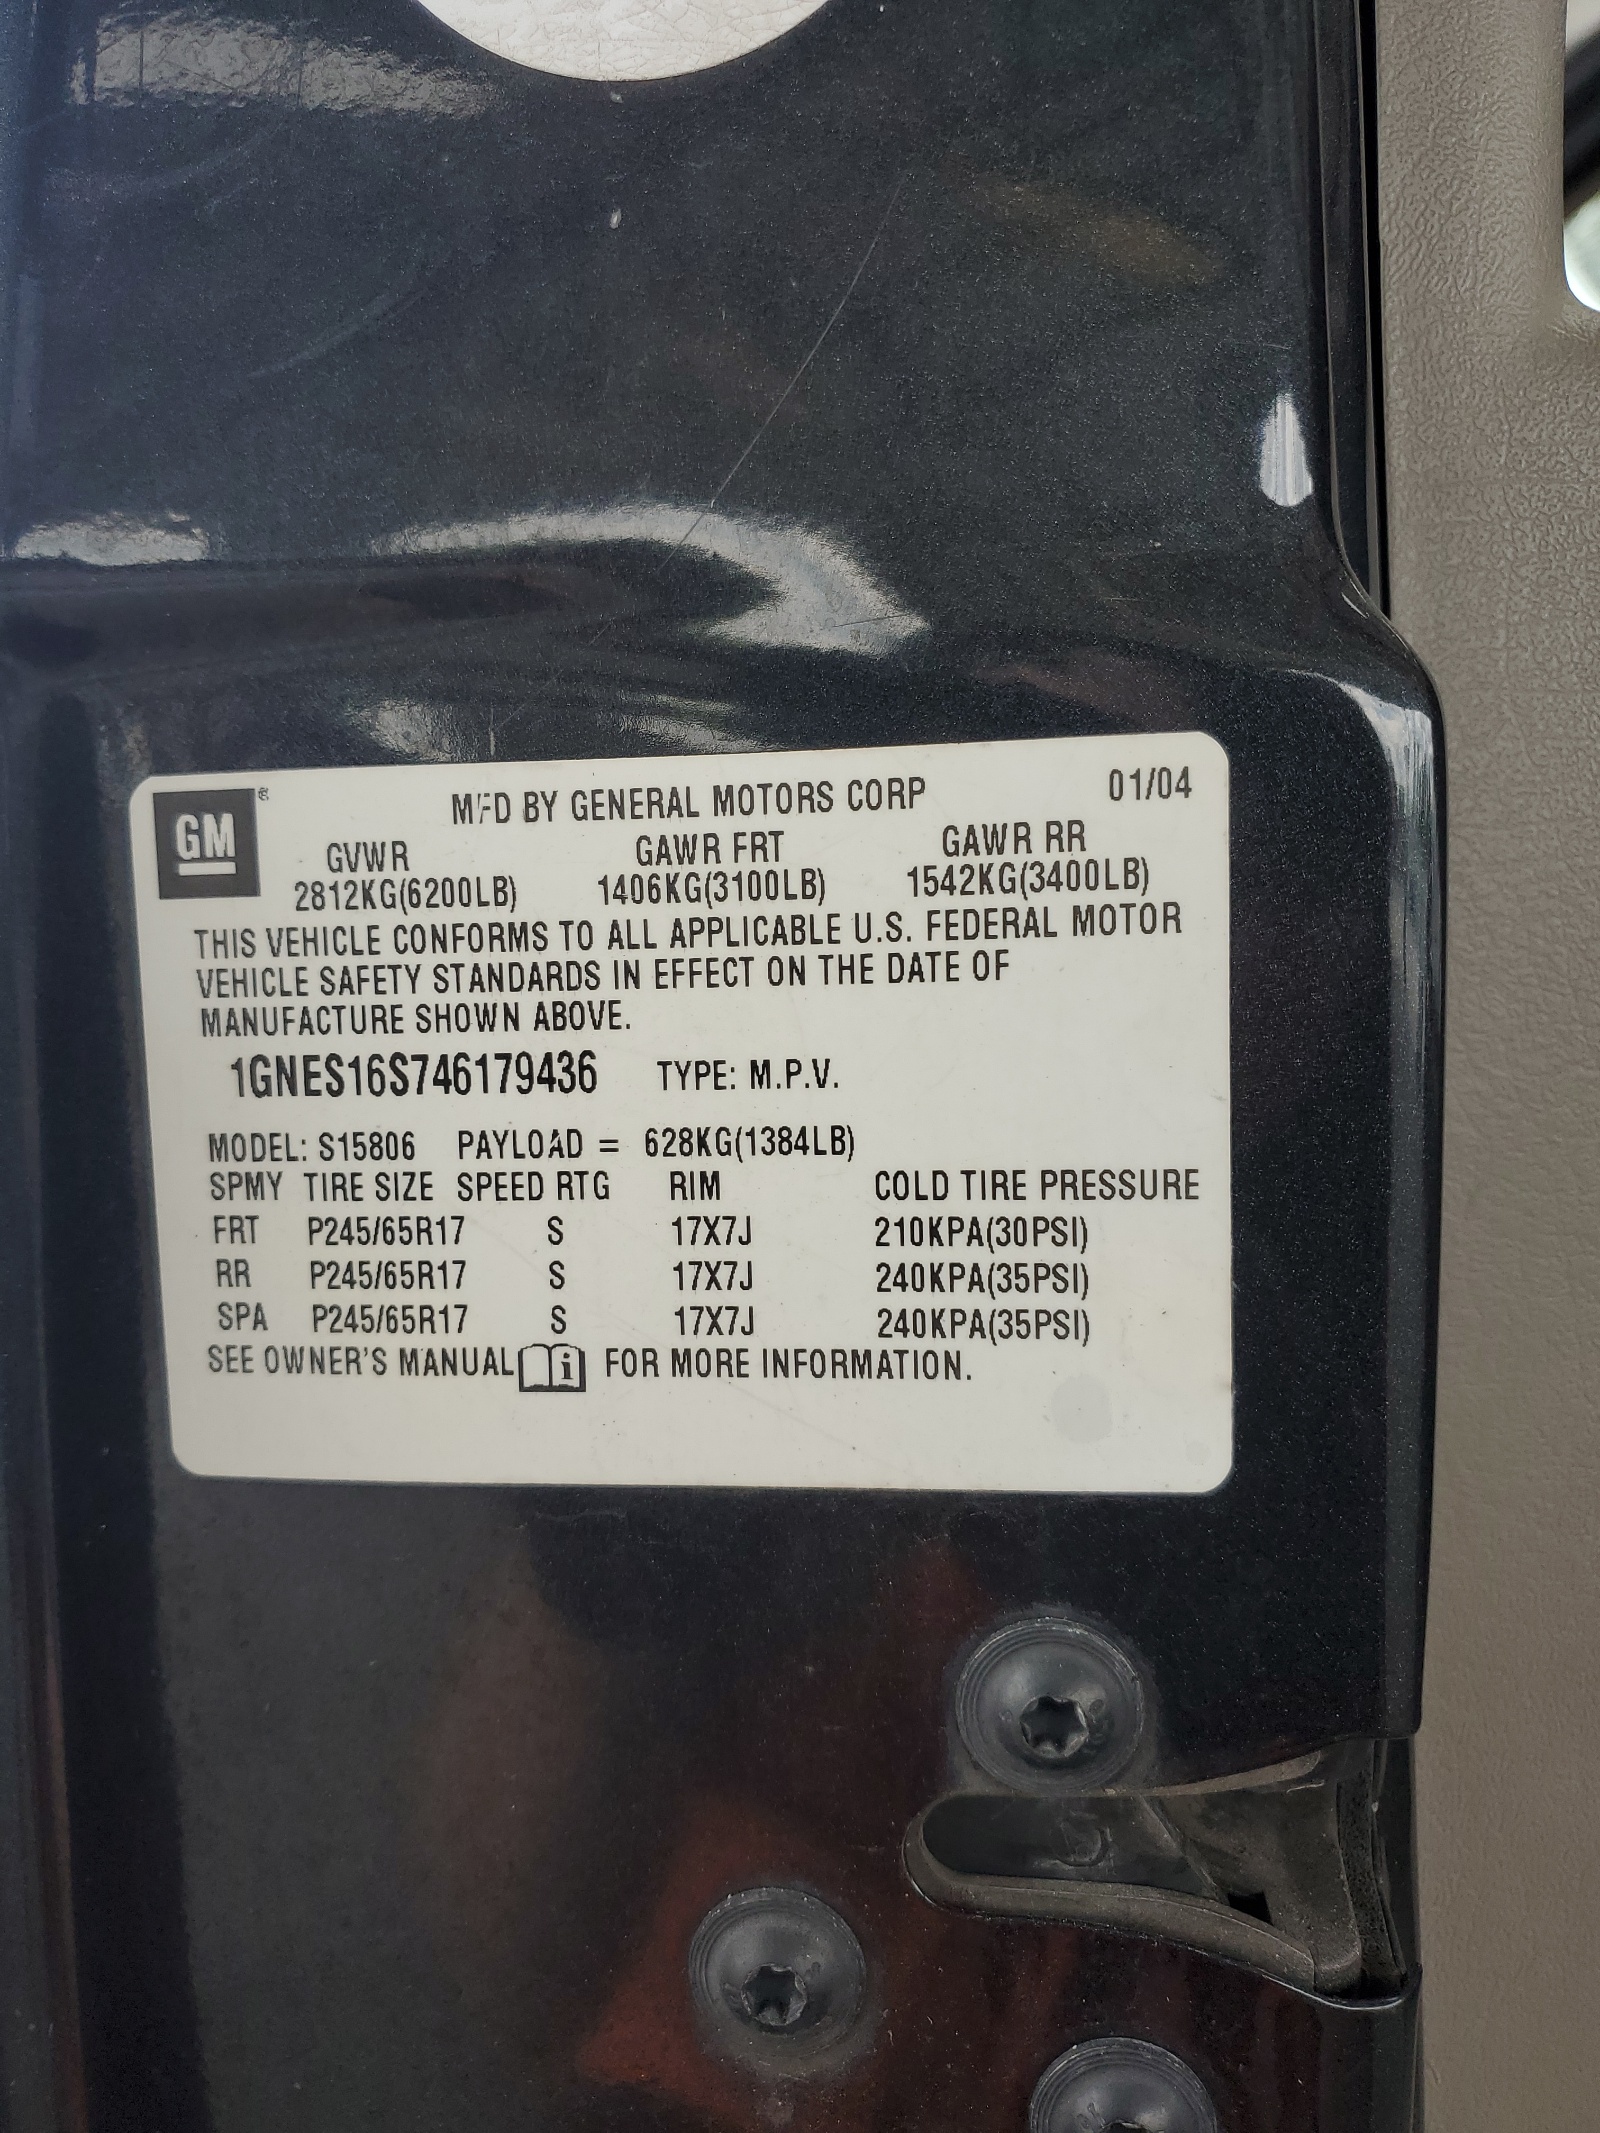 GM
MFD BY GENERAL MOTORS CORP 01/04
GVWR GAWR FRT GAWR RR
2812KG(6200LB) 1406KG(3100LB) 1542KG(3400LB)
THIS VEHICLE CONFORMS TO ALL APPLICABLE U.S. FEDERAL MOTOR
VEHICLE SAFETY STANDARDS IN EFFECT ON THE DATE OF
MANUFACTURE SHOWN ABOVE.
1GNES16S746179436 TYPE: M.P.V.
MODEL: S15806 PAYLOAD = 628KG(1384LB)
SPMY TIRE SIZE SPEED RTG RIM COLD TIRE PRESSURE
FRT P245/65R17 S 17X7J 210KPA(30PSI)
RR P245/65R17 S 17X7J 240KPA(35PSI)
SPA P245/65R17 S 17X7J 240KPA(35PSI)
SEE OWNER'S MANUAL i FOR MORE INFORMATION.